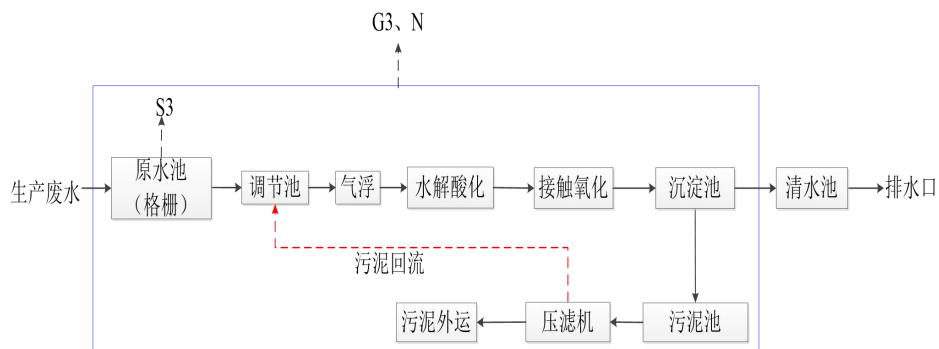 G3、N
S3
生产废水
原水池
（格栅）
调节池
气浮
水解酸化
接触氧化
沉淀池
清水池
排水口
污泥回流
污泥外运
压滤机
污泥池